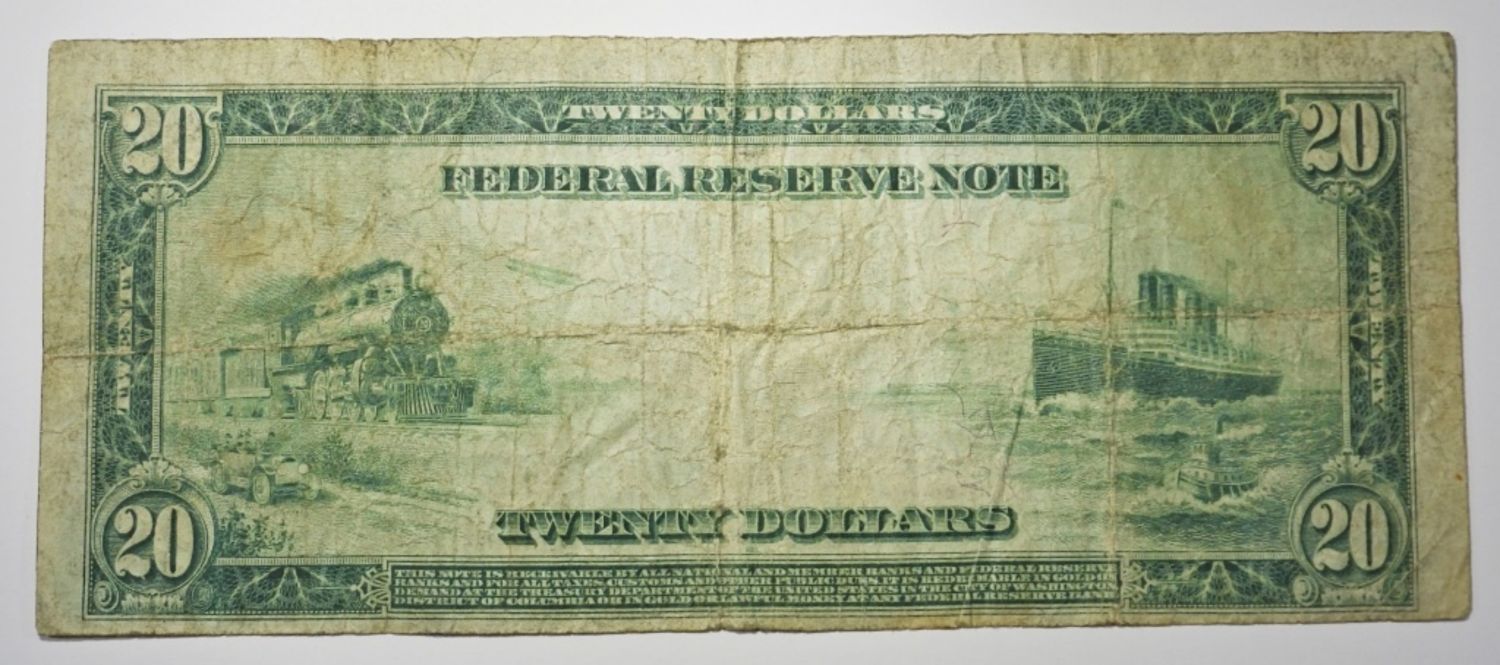 20 TWENTY DOLLARS 20
FEDERAL RESERVE NOTE
TWENTY TWENTY
TWENTY DOLLARS
20 20
THIS NOTE IS RECEIVABLE BY ALL NATIONAL AND MEMBER BANKS AND FEDERAL RESERVE
BANKS AND FOR ALL TAXES, CUSTOMS AND OTHER PUBLIC DUES. IT IS REDEEMABLE IN GOLD ON
DEMAND AT THE TREASURY DEPARTMENT OF THE UNITED STATES IN THE CITY OF WASHINGTON,
DISTRICT OF COLUMBIA OR IN GOLD OR LAWFUL MONEY AT ANY FEDERAL RESERVE BANK.